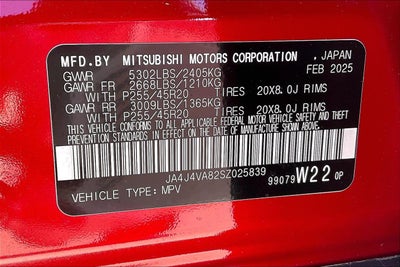 MFD.BY MITSUBISHI MOTORS CORPORATION , JAPAN
GVWR 5302LBS/2405KG FEB 2025
GAWR FR 2668LBS/1210KG
WITH P255/45R20 TIRES 20X8.0J RIMS
GAWR RR 3009LBS/1365KG
WITH P255/45R20 TIRES 20X8.0J RIMS
THIS VEHICLE CONFORMS TO ALL APPLICABLE FEDERAL
MOTOR VEHICLE SAFETY AND THEFT
PREVENTION STANDARDS IN EFFECT ON THE DATE OF MANUFACTURE SHOWN ABOVE.
JA4J4VA82SZ025839
VEHICLE TYPE: MPV 99079 W22 0P